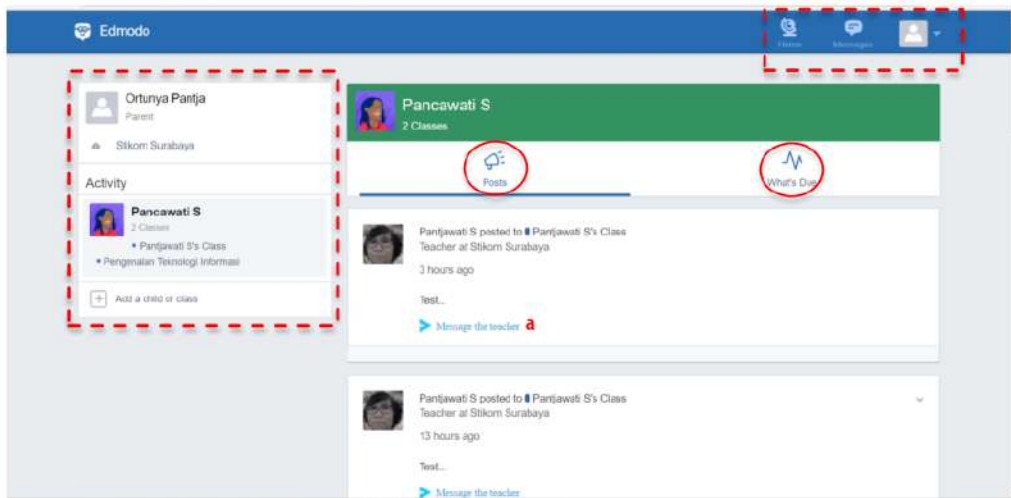 Edmodo
Home
Messages
Ortunya Pantja
Parent
Stikom Surabaya
Activity
Pancawati S
2 Classes
Pantjawati S's Class
Pengenalan Teknologi Informasi
Add a child or class
Pancawati S
2 Classes
Posts
What's Due
Pantjawati S posted to Pantjawati S's Class
Teacher at Stikom Surabaya
3 hours ago
Test...
Message the teacher a
Pantjawati S posted to Pantjawati S's Class
Teacher at Stikom Surabaya
13 hours ago
Test...
Message the teacher